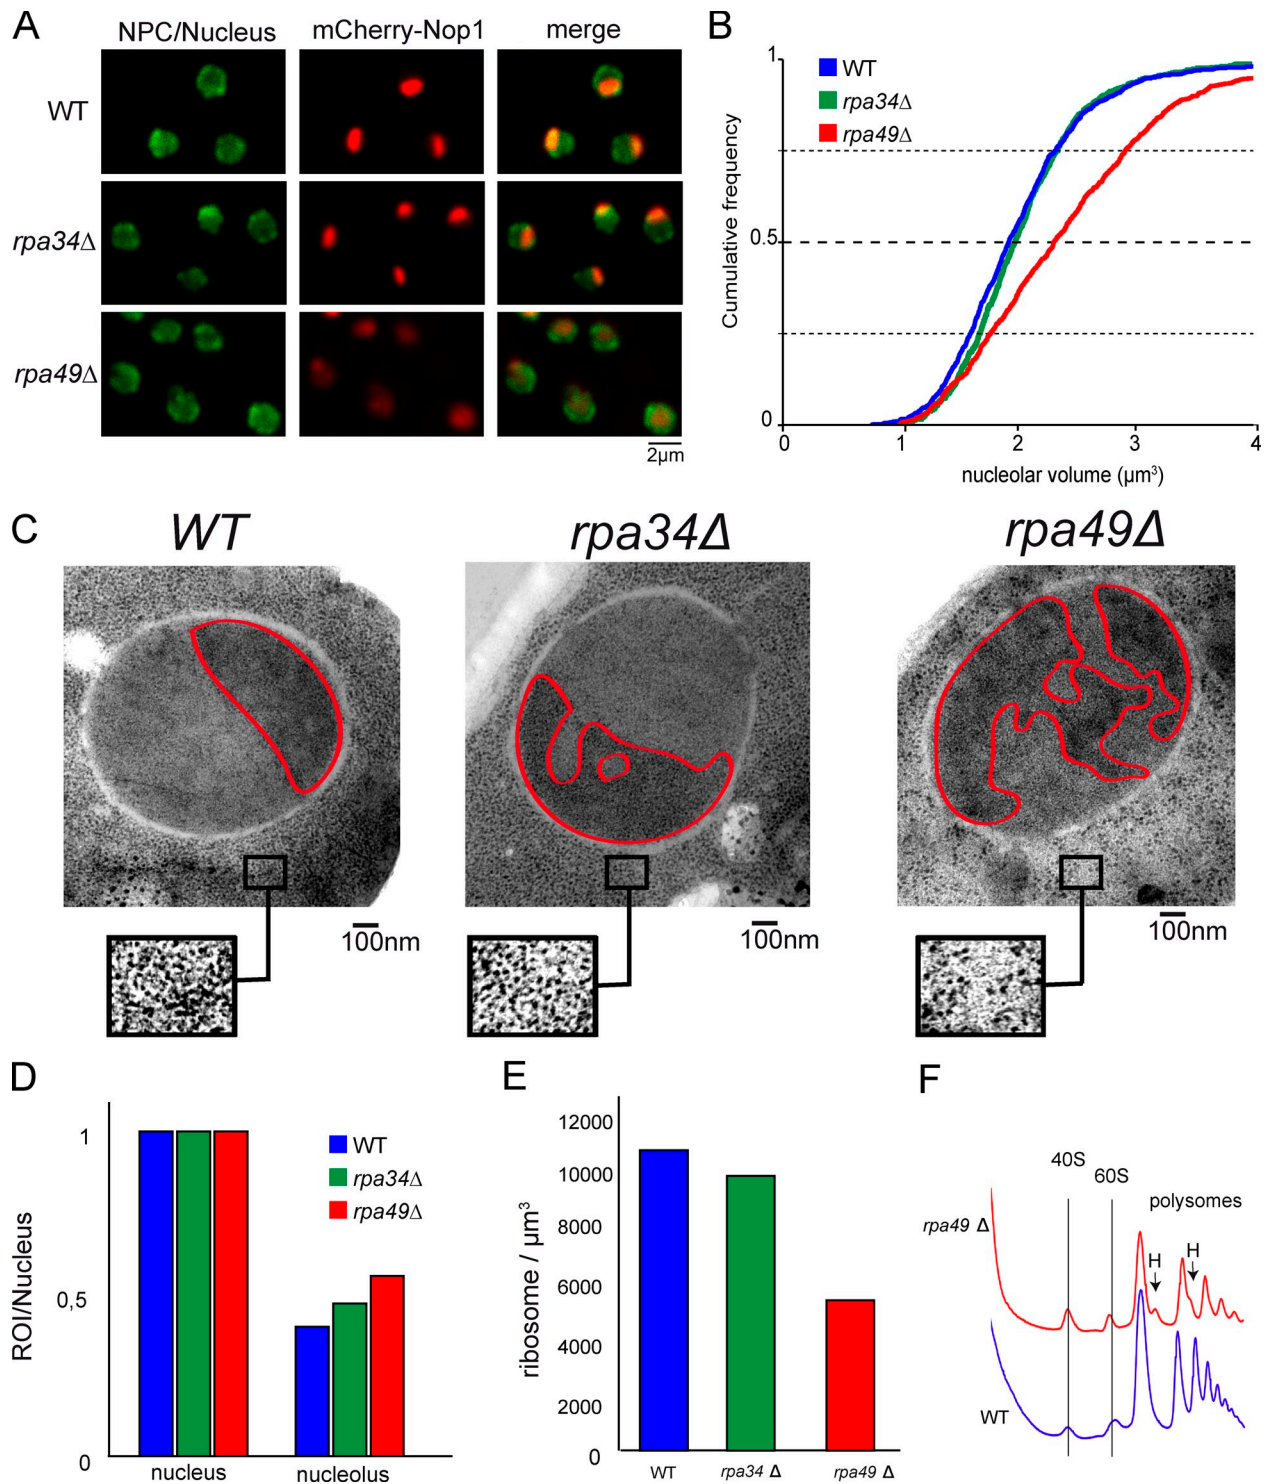 A
NPC/Nucleus
mCherry-Nop1
merge
WT
rpa34Δ
rpa49Δ
2μm
B
WT
rpa34Δ
rpa49Δ
Cumulative frequency
1
0.5
0
0
1
2
3
4
nucleolar volume (μm³)
C
WT
rpa34Δ
rpa49Δ
100nm
100nm
100nm
D
ROI/Nucleus
1
0,5
0
WT
rpa34Δ
rpa49Δ
nucleus
nucleolus
E
ribosome / μm³
12000
10000
8000
6000
4000
2000
0
WT
rpa34 Δ
rpa49 Δ
F
40S
60S
polysomes
rpa49 Δ
H
H
WT